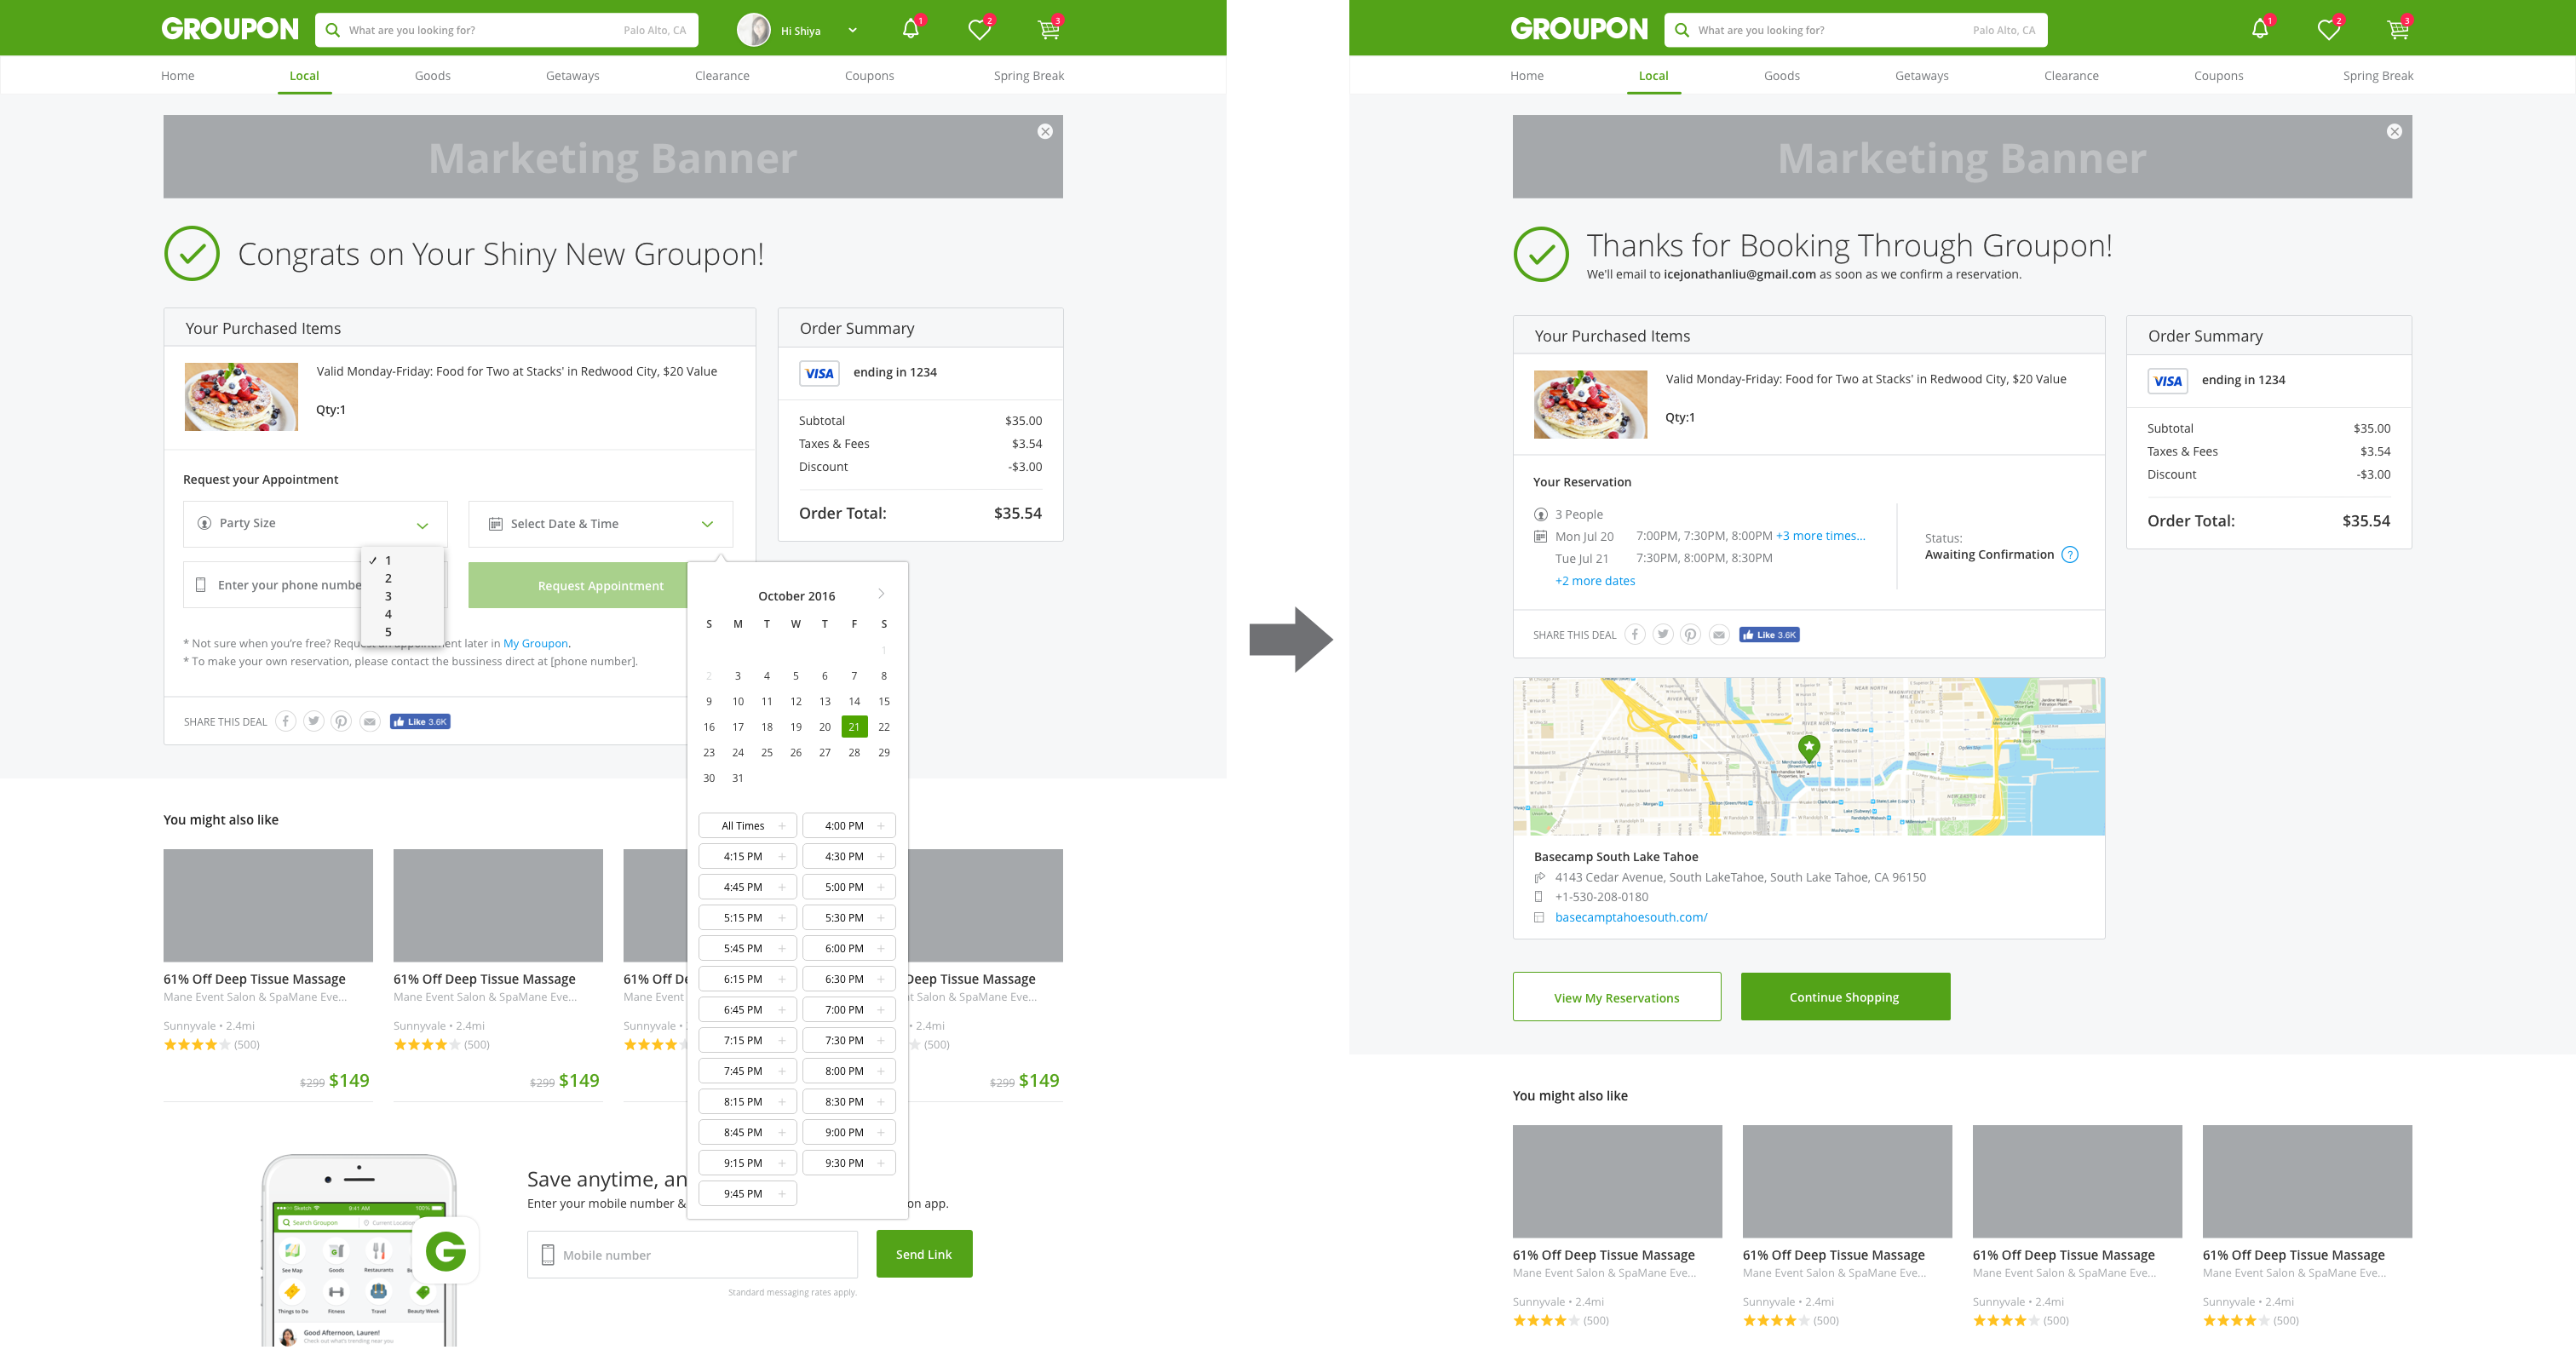 GROUPON
What are you looking for? Palo Alto, CA
Hi Shiya
1
2
3
Home Local Goods Getaways Clearance Coupons Spring Break
Marketing Banner
Congrats on Your Shiny New Groupon!
Your Purchased Items
Valid Monday-Friday: Food for Two at Stacks' in Redwood City, $20 Value
Qty:1
Request your Appointment
Party Size
Select Date & Time
1
2
3
4
5
Enter your phone numbe
Request Appointment
* Not sure when you're free? Request an appointment later in My Groupon.
* To make your own reservation, please contact the bussiness direct at [phone number].
SHARE THIS DEAL
Like 3.6K
Order Summary
VISA ending in 1234
Subtotal $35.00
Taxes & Fees $3.54
Discount -$3.00
Order Total: $35.54
October 2016
S M T W T F S
1
2 3 4 5 6 7 8
9 10 11 12 13 14 15
16 17 18 19 20 21 22
23 24 25 26 27 28 29
30 31
All Times + 4:00 PM +
4:15 PM + 4:30 PM +
4:45 PM + 5:00 PM +
5:15 PM + 5:30 PM +
5:45 PM + 6:00 PM +
6:15 PM + 6:30 PM +
6:45 PM + 7:00 PM +
7:15 PM + 7:30 PM +
7:45 PM + 8:00 PM +
8:15 PM + 8:30 PM +
8:45 PM + 9:00 PM +
9:15 PM + 9:30 PM +
9:45 PM +
You might also like
61% Off Deep Tissue Massage 61% Off Deep Tissue Massage 61% Off De Deep Tissue Massage
Mane Event Salon & SpaMane Eve... Mane Event Salon & SpaMane Eve... Mane Event t Salon & SpaMane Eve...
Sunnyvale • 2.4mi Sunnyvale • 2.4mi Sunnyvale • • 2.4mi
(500) (500) (500)
$299 $149 $299 $149 $299 $149
Save anytime, an
Enter your mobile number & on app.
Mobile number
Send Link
Standard messaging rates apply.
Sketch 9:41 AM 100%
Search Groupon Current Location
See Map Goods Restaurants
Things to Do Fitness Travel Beauty Week
Good Afternoon, Lauren!
Check out what's trending near you.
G
GROUPON
What are you looking for? Palo Alto, CA
1
2
3
Home Local Goods Getaways Clearance Coupons Spring Break
Marketing Banner
Thanks for Booking Through Groupon!
We'll email to icejonathanliu@gmail.com as soon as we confirm a reservation.
Your Purchased Items
Valid Monday-Friday: Food for Two at Stacks' in Redwood City, $20 Value
Qty:1
Your Reservation
3 People
Mon Jul 20 7:00PM, 7:30PM, 8:00PM +3 more times...
Tue Jul 21 7:30PM, 8:00PM, 8:30PM
+2 more dates
Status:
Awaiting Confirmation ?
SHARE THIS DEAL
Like 3.6K
Order Summary
VISA ending in 1234
Subtotal $35.00
Taxes & Fees $3.54
Discount -$3.00
Order Total: $35.54
NEAR NORTH
MAGNIFICENT MILE
RIVER WEST
RIVER NORTH
NEW EAST SIDE
Basecamp South Lake Tahoe
4143 Cedar Avenue, South LakeTahoe, South Lake Tahoe, CA 96150
+1-530-208-0180
basecamptahoesouth.com/
View My Reservations
Continue Shopping
You might also like
61% Off Deep Tissue Massage 61% Off Deep Tissue Massage 61% Off Deep Tissue Massage 61% Off Deep Tissue Massage
Mane Event Salon & SpaMane Eve... Mane Event Salon & SpaMane Eve... Mane Event Salon & SpaMane Eve... Mane Event Salon & SpaMane Eve...
Sunnyvale • 2.4mi Sunnyvale • 2.4mi Sunnyvale • 2.4mi Sunnyvale • 2.4mi
(500) (500) (500) (500)